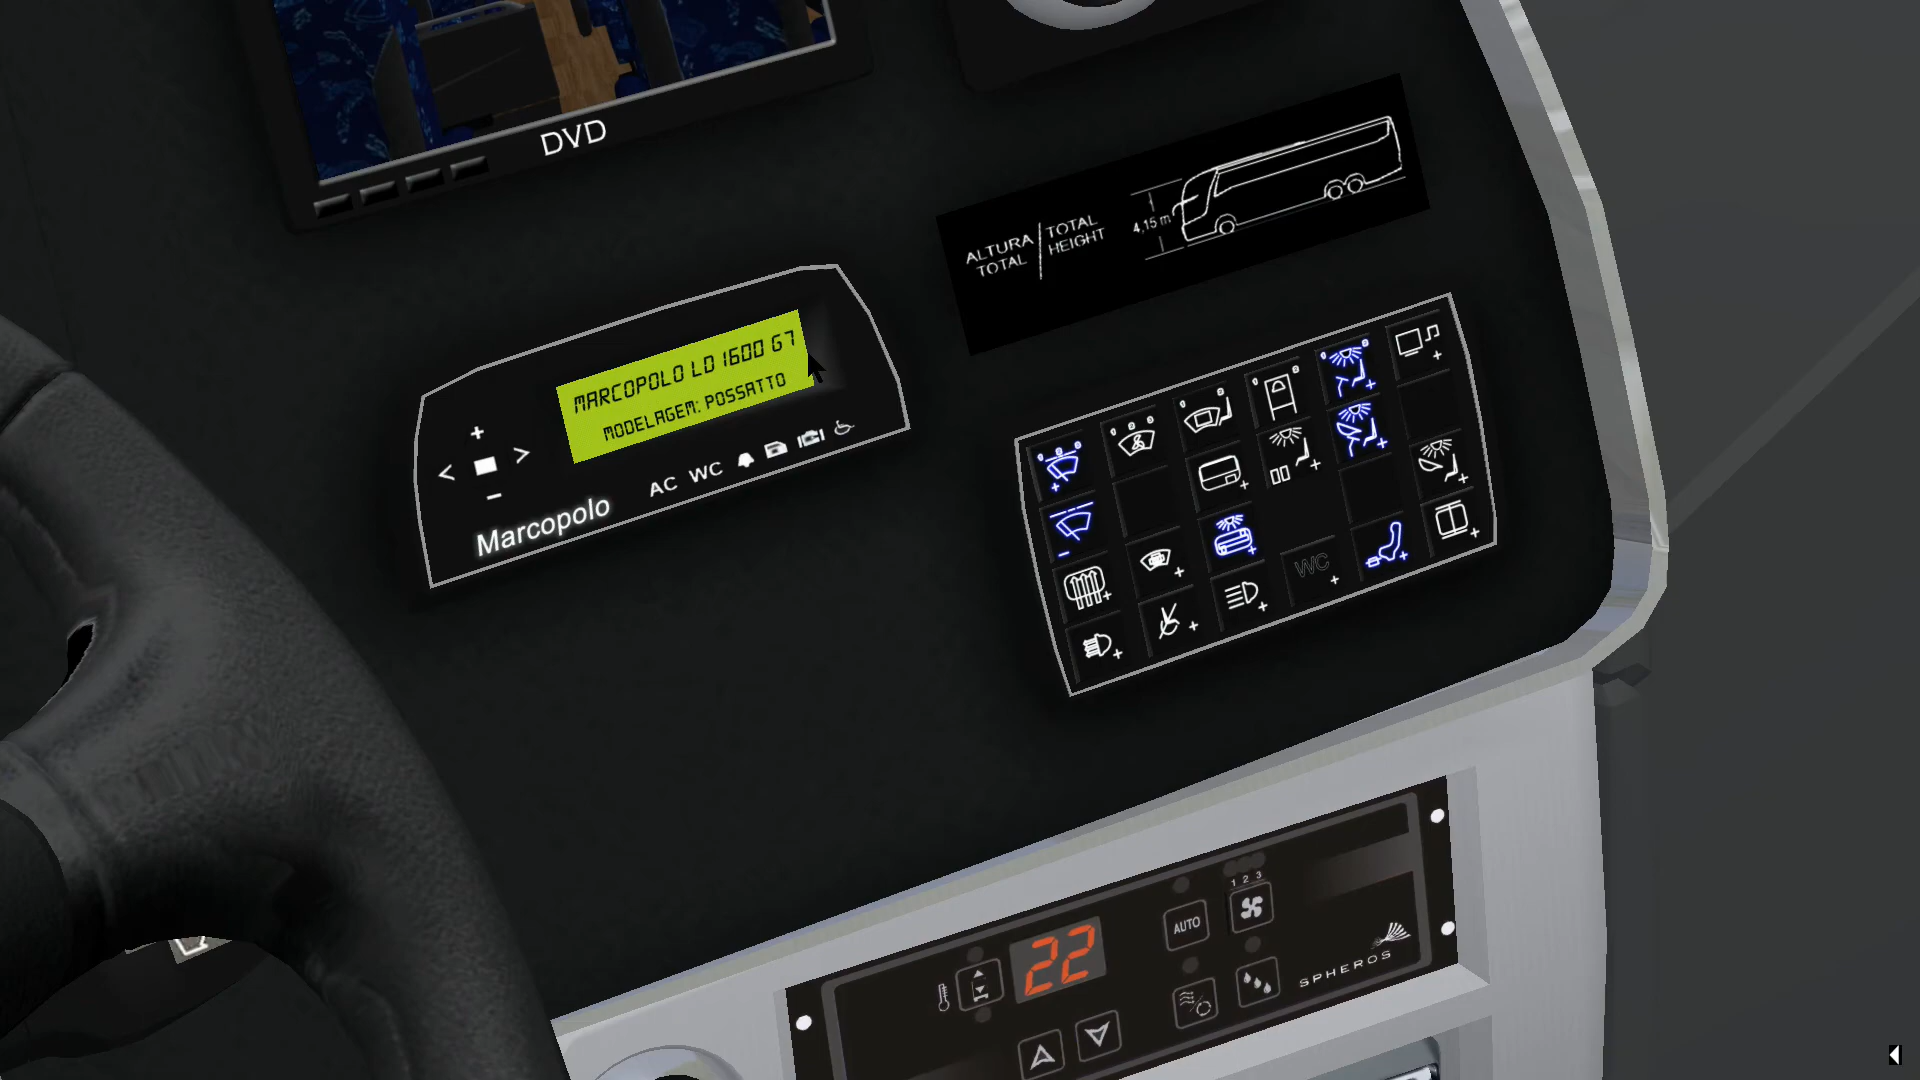 DVD
ALTURA TOTAL
TOTAL HEIGHT
4,15 m
MARCOPOLO LD 1600 G7
MODELAGEM: POSSATTO
AC WC
Marcopolo
WC
1 2 3
AUTO
22
SPHEROS